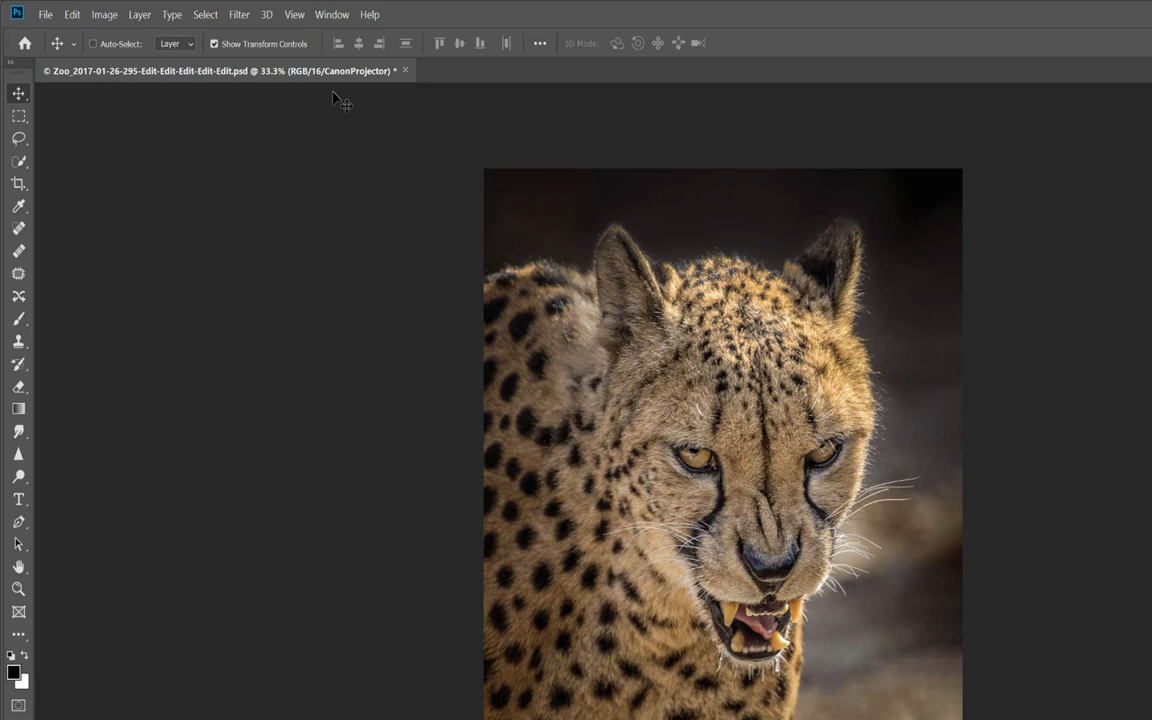 Ps File Edit Image Layer Type Select Filter 3D View Window Help
Auto-Select: Layer Show Transform Controls 3D Mode:
© Zoo_2017-01-26-295-Edit-Edit-Edit-Edit-Edit.psd @ 33.3% (RGB/16/CanonProjector) *